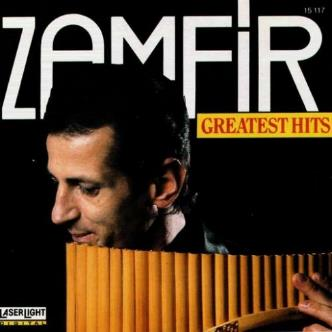 15 117
ZAMFIR
GREATEST HITS
LASERLIGHT
DIGITAL